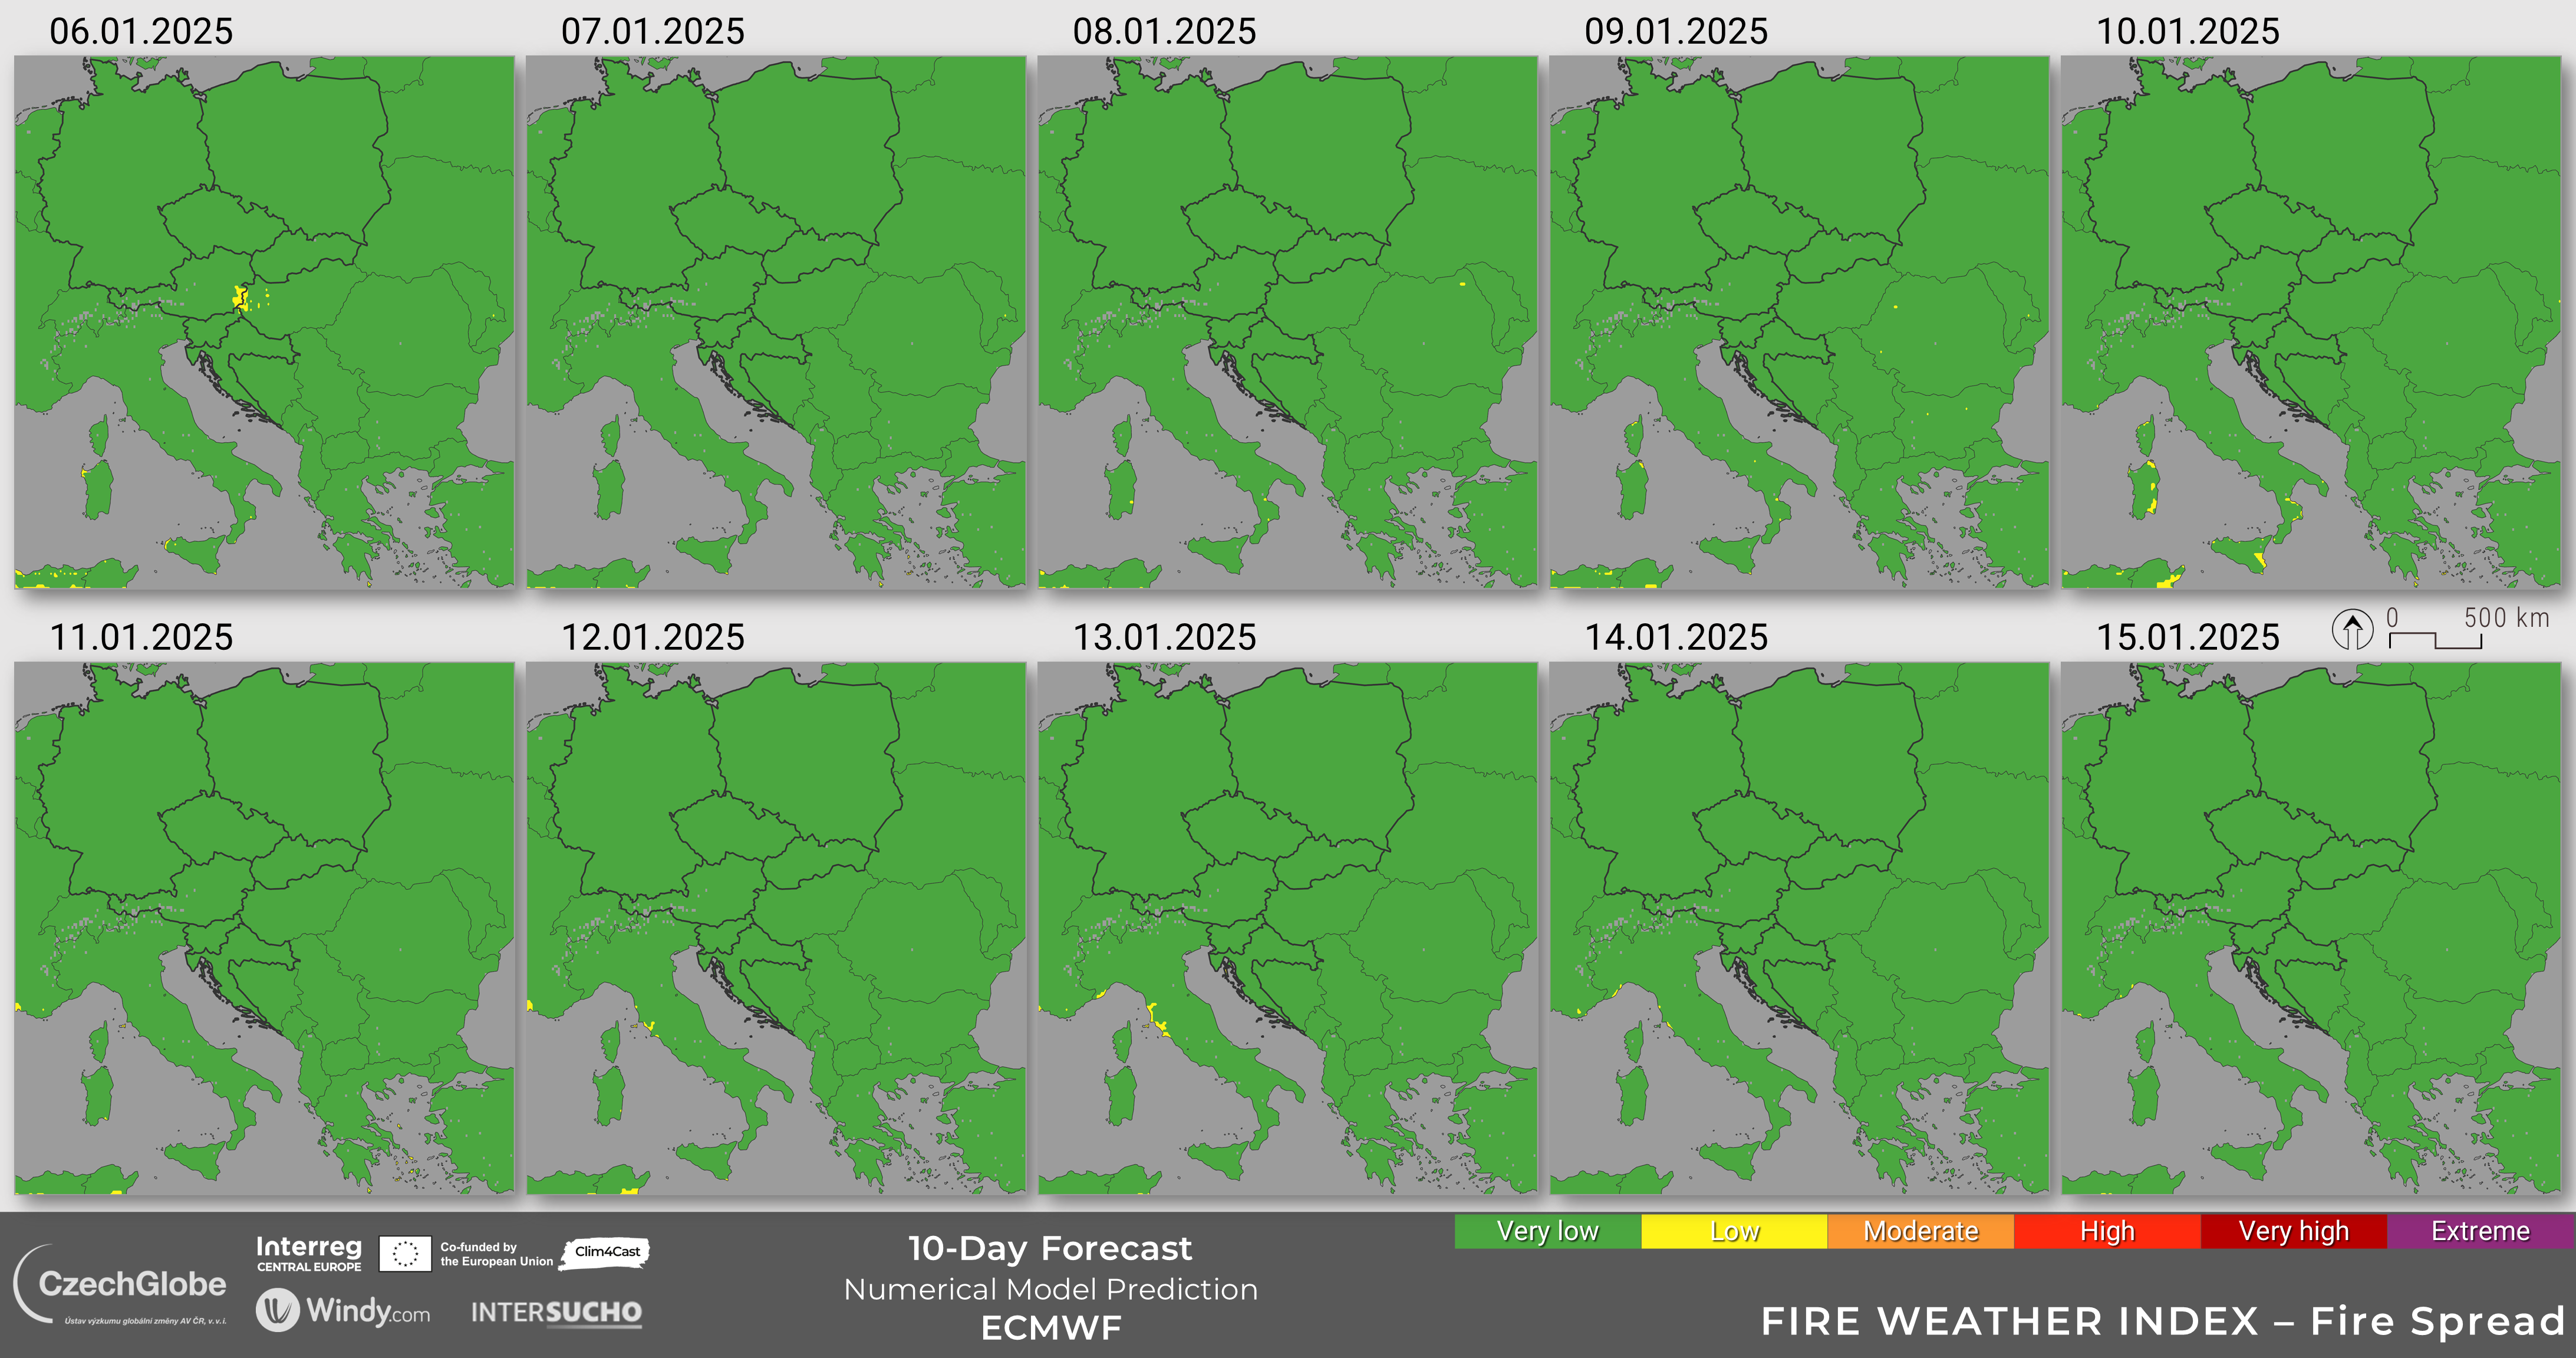 06.01.2025
07.01.2025
08.01.2025
09.01.2025
10.01.2025
11.01.2025
12.01.2025
13.01.2025
14.01.2025
15.01.2025
0 500 km
Very low
Low
Moderate
High
Very high
Extreme
CzechGlobe
Ústav výzkumu globální změny AV ČR, v. v. i.
Interreg
CENTRAL EUROPE
Co-funded by
the European Union
Clim4Cast
Windy.com
INTERSUCHO
10-Day Forecast
Numerical Model Prediction
ECMWF
FIRE WEATHER INDEX – Fire Spread